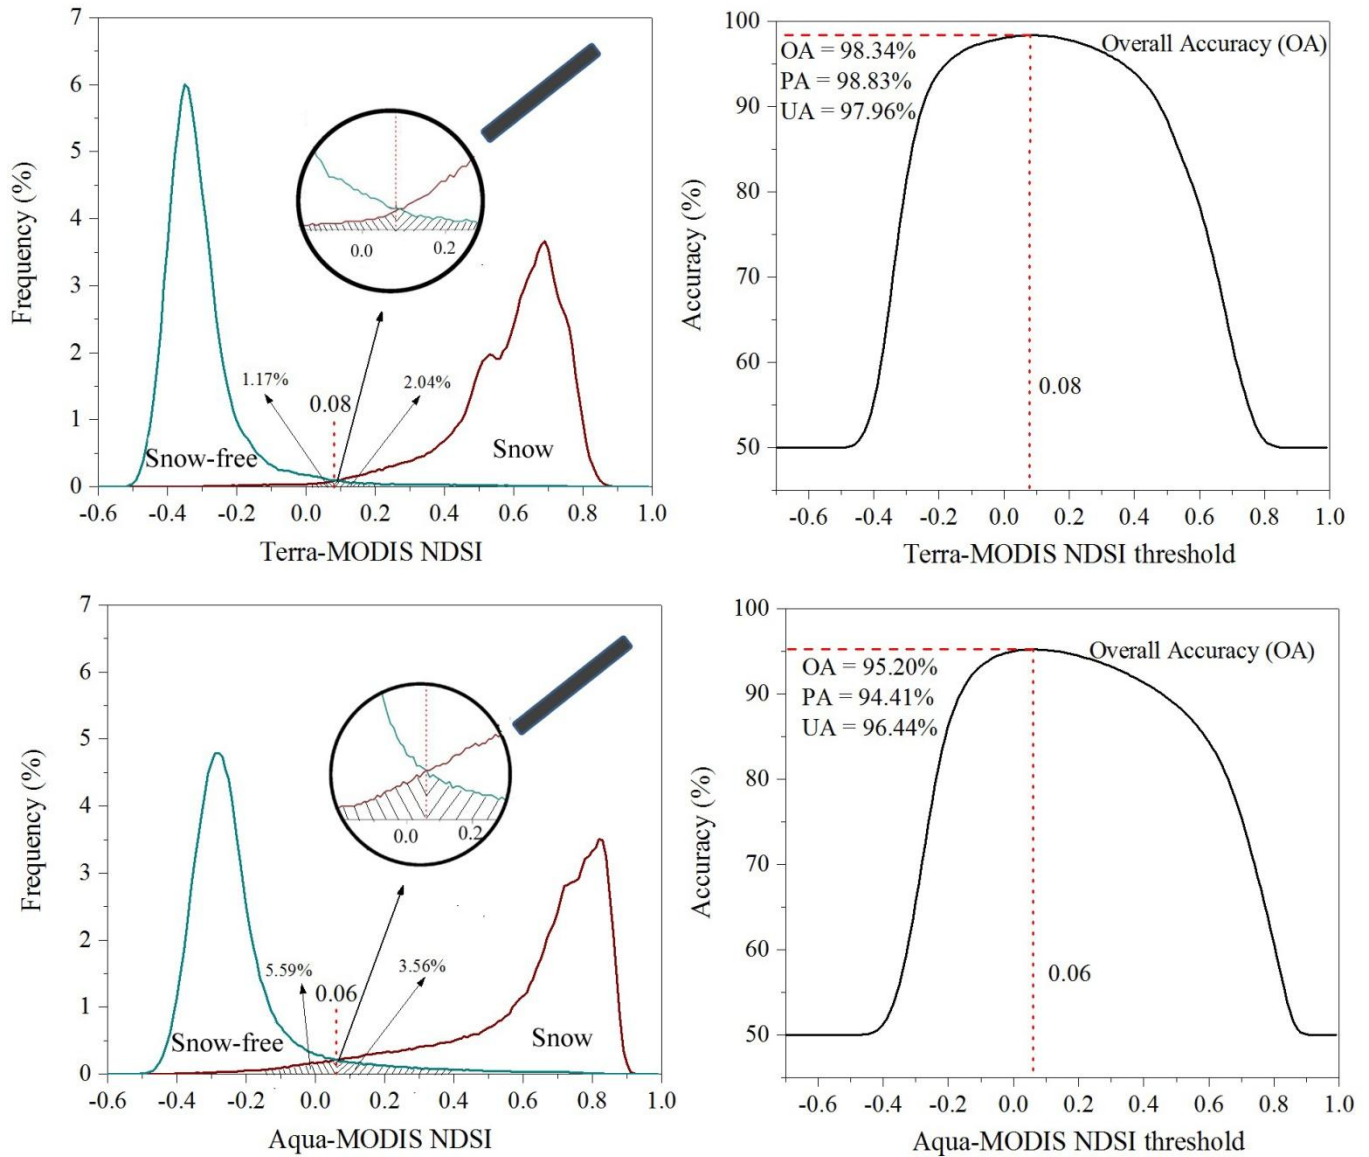 7
6
5
4
3
2
1
0
Frequency (%)
0.0
0.2
1.17%
0.08
2.04%
Snow-free
Snow
-0.6 -0.4 -0.2 0.0 0.2 0.4 0.6 0.8 1.0
Terra-MODIS NDSI
100
90
80
70
60
50
Accuracy (%)
Overall Accuracy (OA)
OA = 98.34%
PA = 98.83%
UA = 97.96%
0.08
-0.6 -0.4 -0.2 0.0 0.2 0.4 0.6 0.8 1.0
Terra-MODIS NDSI threshold
7
6
5
4
3
2
1
0
Frequency (%)
0.0
0.2
5.59%
0.06
3.56%
Snow-free
Snow
-0.6 -0.4 -0.2 0.0 0.2 0.4 0.6 0.8 1.0
Aqua-MODIS NDSI
100
90
80
70
60
50
Accuracy (%)
Overall Accuracy (OA)
OA = 95.20%
PA = 94.41%
UA = 96.44%
0.06
-0.6 -0.4 -0.2 0.0 0.2 0.4 0.6 0.8 1.0
Aqua-MODIS NDSI threshold